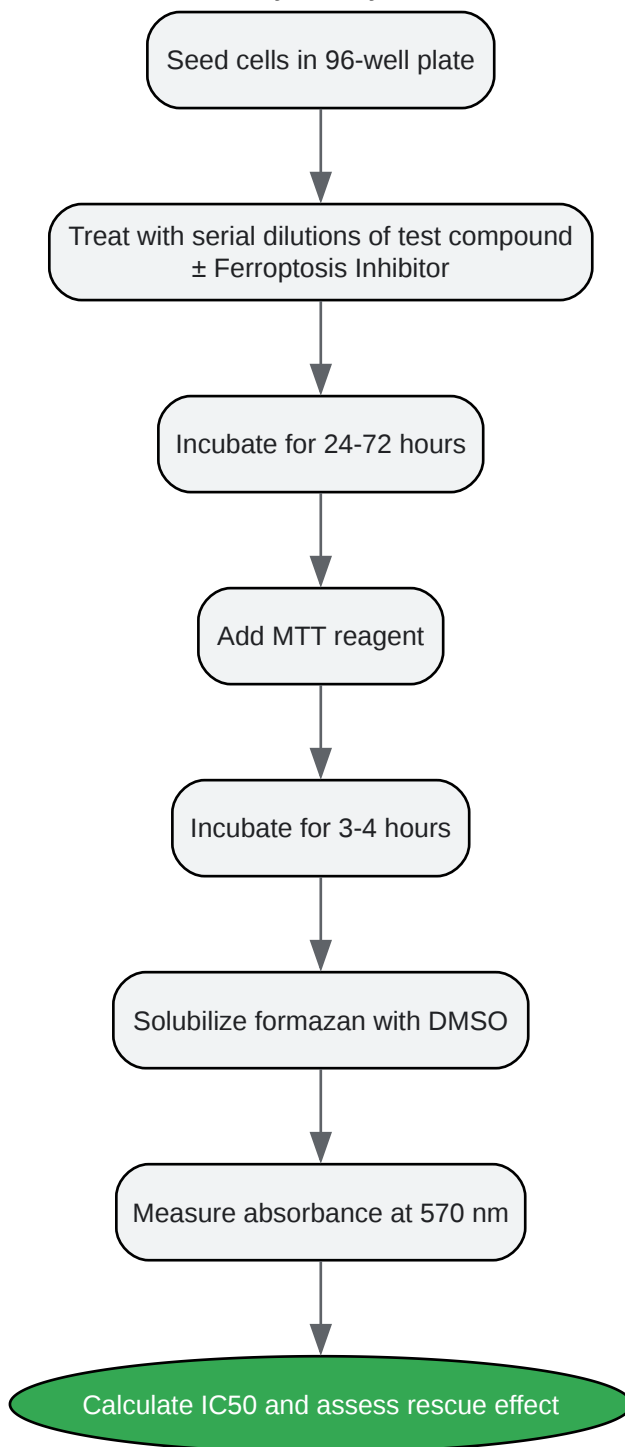 Seed cells in 96-well plate
Treat with serial dilutions of test compound
± Ferroptosis Inhibitor
Incubate for 24-72 hours
Add MTT reagent
Incubate for 3-4 hours
Solubilize formazan with DMSO
Measure absorbance at 570 nm
Calculate IC50 and assess rescue effect